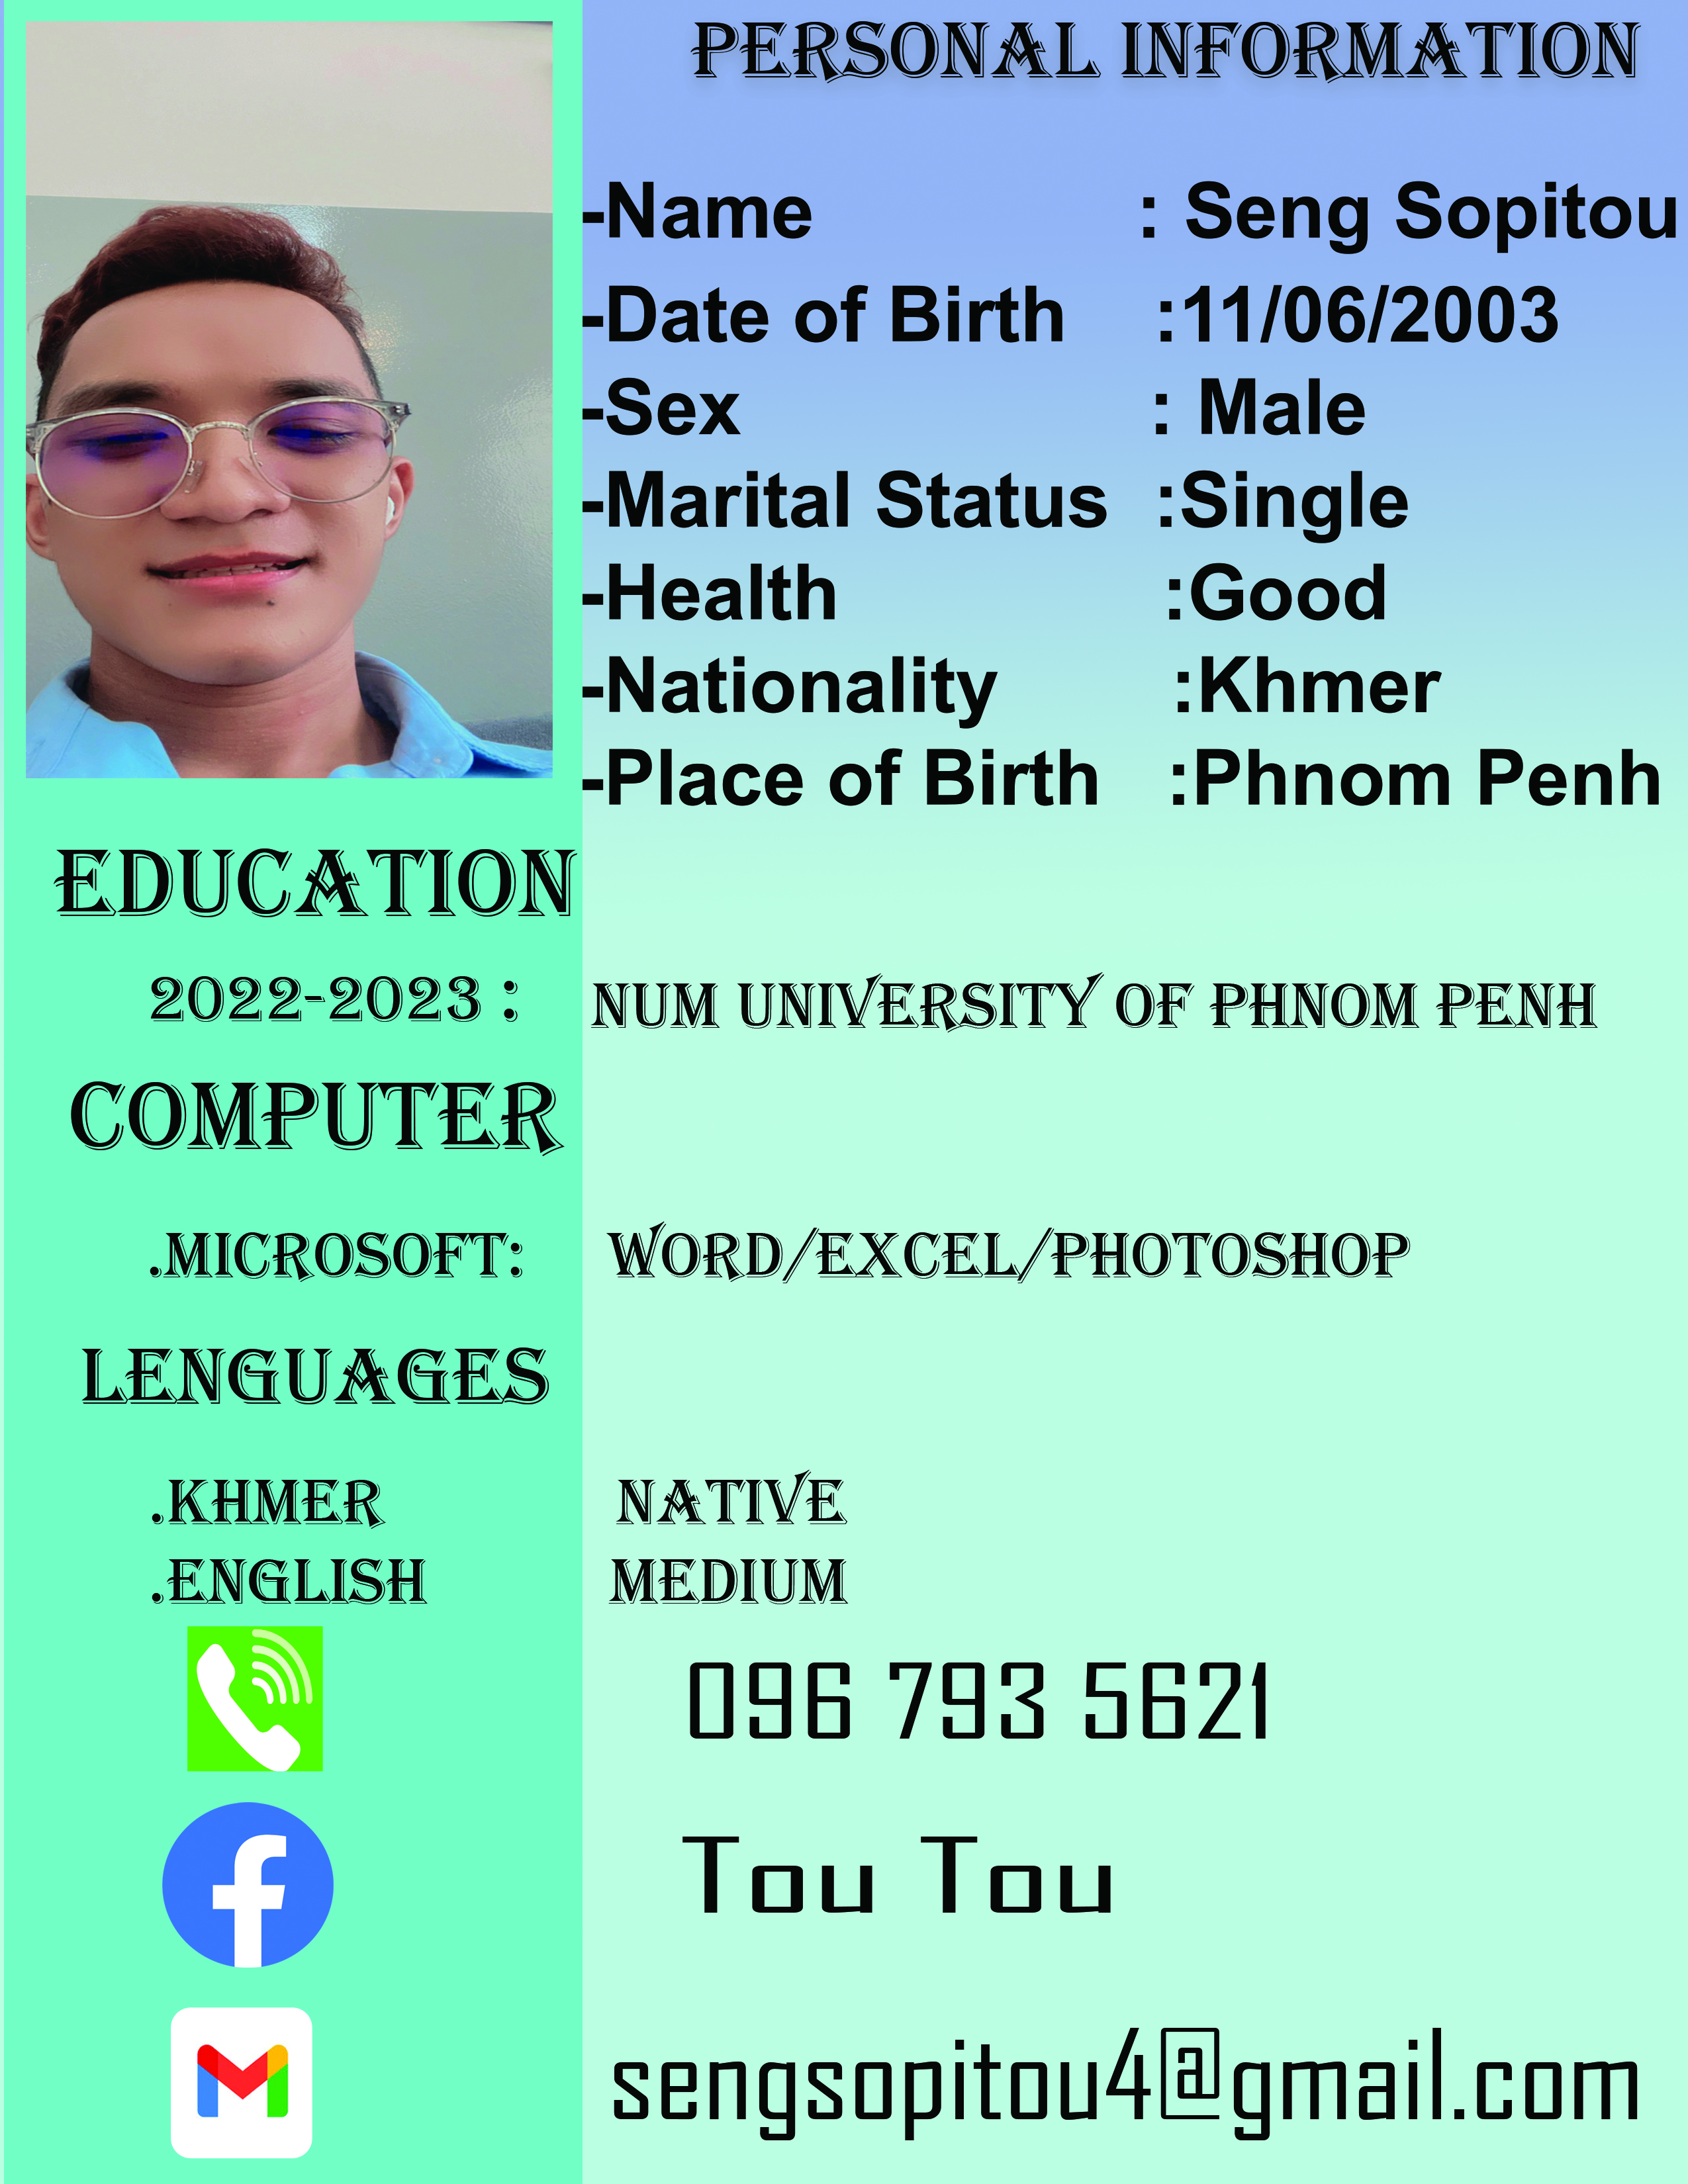 PERSONAL INFORMATION
-Name : Seng Sopitou
-Date of Birth :11/06/2003
-Sex : Male
-Marital Status :Single
-Health :Good
-Nationality :Khmer
-Place of Birth :Phnom Penh
EDUCATION
2022-2023 : NUM UNIVERSITY OF PHNOM PENH
COMPUTER
.MICROSOFT: WORD/EXCEL/PHOTOSHOP
LENGUAGES
.KHMER NATIVE
.ENGLISH MEDIUM
096 793 5621
Tou Tou
sengsopitou4@gmail.com